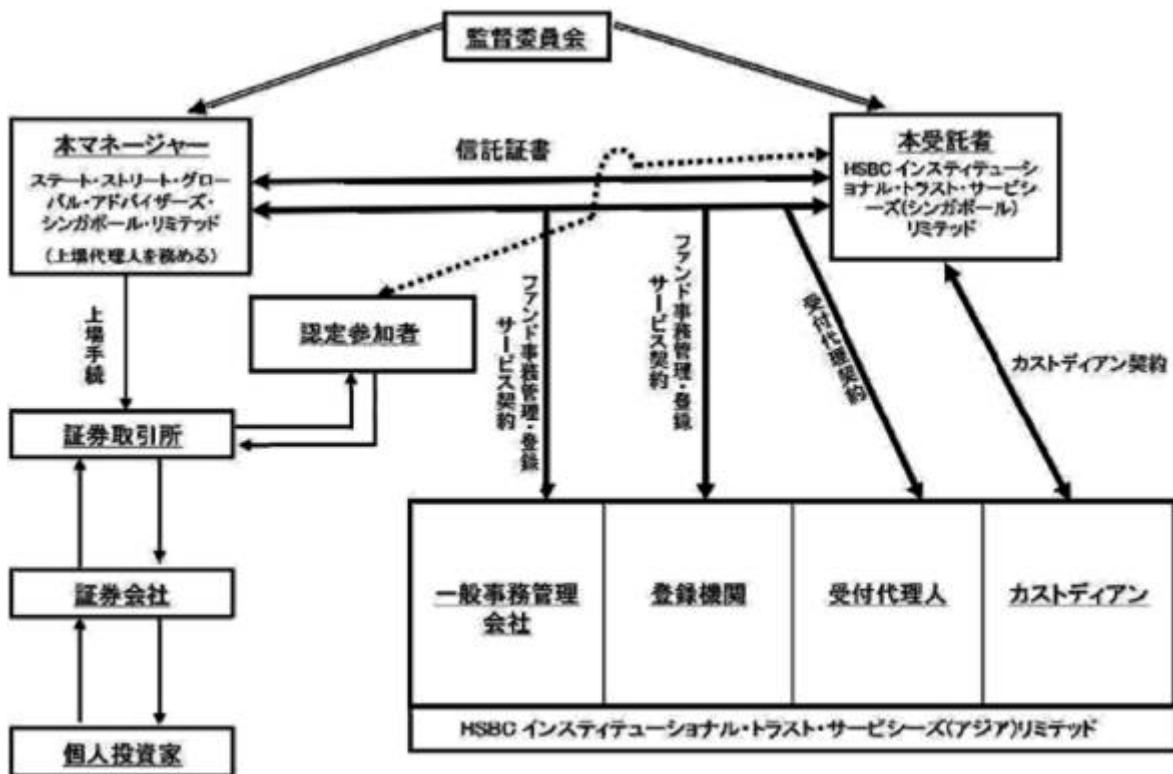 監督委員会
本マネージャー
ステート・ストリート・グロー
バル・アドバイザーズ・
シンガポール・リミテッド
(上場代理人を務める)
信託証書
本受託者
HSBC インスティテューシ
ョナル・トラスト・サービシ
ーズ(シンガポール)
リミテッド
上場手続
認定参加者
ファンド事務管理・登録
サービス契約
ファンド事務管理・登録
サービス契約
受付代理契約
カストディアン契約
証券取引所
証券会社
個人投資家
一般事務管理
会社
登録機関
受付代理人
カストディアン
HSBC インスティテューショナル・トラスト・サービシーズ(アジア)リミテッド